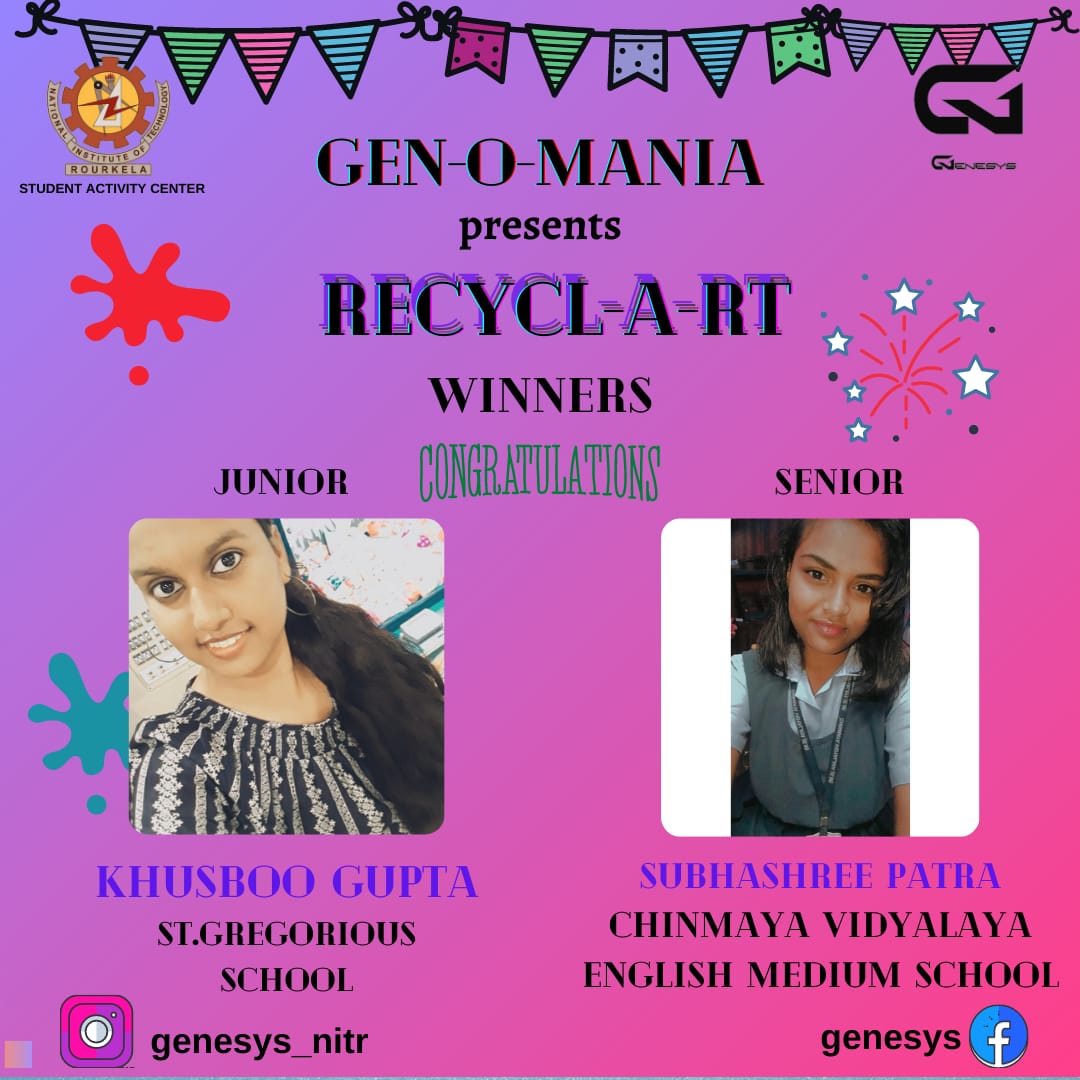 NATIONAL INSTITUTE OF TECHNOLOGY
ROURKELA
STUDENT ACTIVITY CENTER
GENESYS
GEN-O-MANIA
presents
RECYCL-A-RT
WINNERS
CONGRATULATIONS
JUNIOR
SENIOR
KHUSBOO GUPTA
ST.GREGORIOUS
SCHOOL
SUBHASHREE PATRA
CHINMAYA VIDYALAYA
ENGLISH MEDIUM SCHOOL
genesys_nitr
genesys